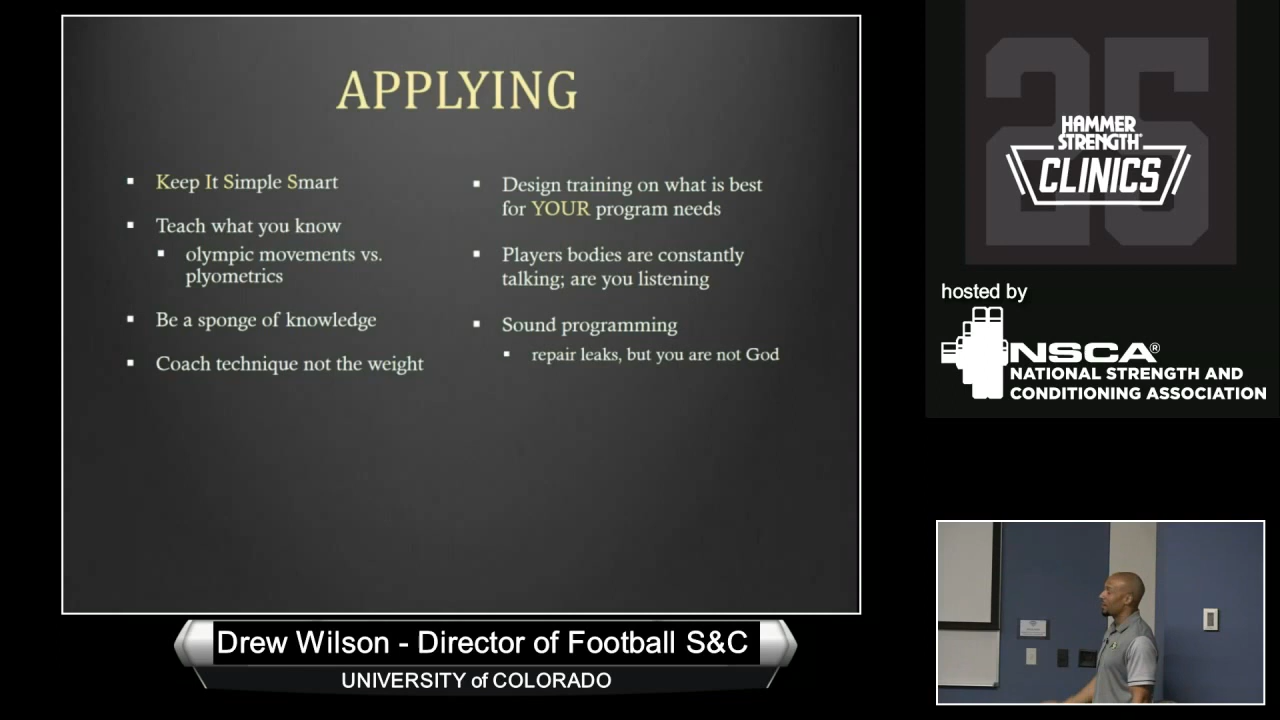 APPLYING
Keep It Simple Smart
Teach what you know
olympic movements vs.
plyometrics
Be a sponge of knowledge
Coach technique not the weight
Design training on what is best
for YOUR program needs
Players bodies are constantly
talking; are you listening
Sound programming
repair leaks, but you are not God
25
HAMMER
STRENGTH
CLINICS
hosted by
NSCA®
NATIONAL STRENGTH AND
CONDITIONING ASSOCIATION
Drew Wilson - Director of Football S&C
UNIVERSITY of COLORADO